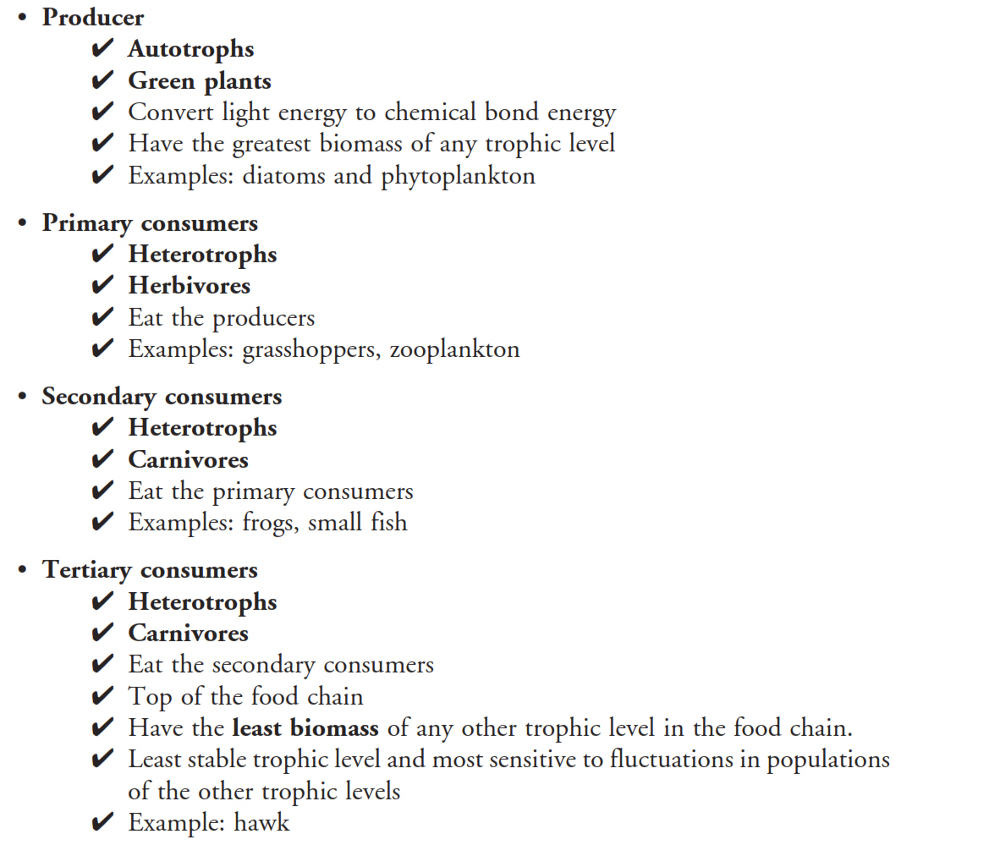 • Producer
✔ Autotrophs
✔ Green plants
✔ Convert light energy to chemical bond energy
✔ Have the greatest biomass of any trophic level
✔ Examples: diatoms and phytoplankton
• Primary consumers
✔ Heterotrophs
✔ Herbivores
✔ Eat the producers
✔ Examples: grasshoppers, zooplankton
• Secondary consumers
✔ Heterotrophs
✔ Carnivores
✔ Eat the primary consumers
✔ Examples: frogs, small fish
• Tertiary consumers
✔ Heterotrophs
✔ Carnivores
✔ Eat the secondary consumers
✔ Top of the food chain
✔ Have the least biomass of any other trophic level in the food chain.
✔ Least stable trophic level and most sensitive to fluctuations in populations
of the other trophic levels
✔ Example: hawk